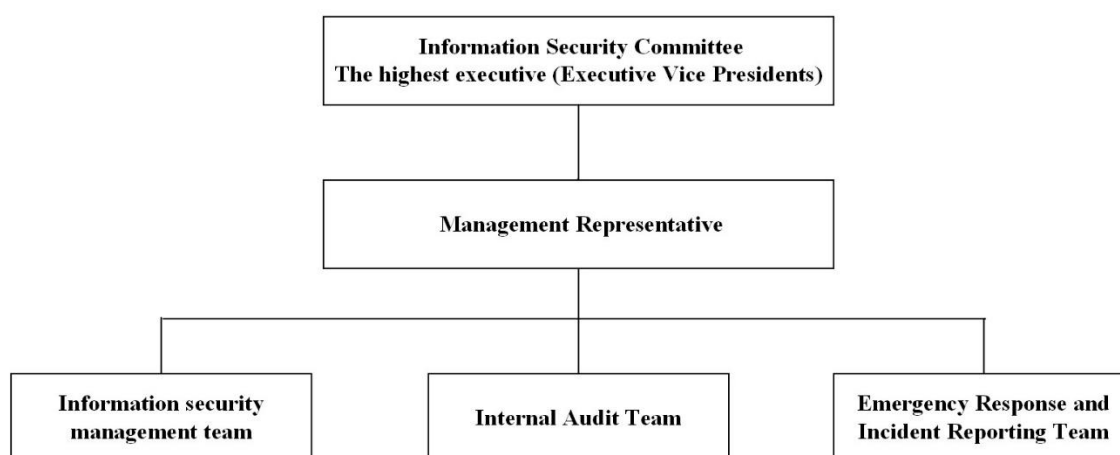 Information Security Committee
The highest executive (Executive Vice Presidents)
Management Representative
Information security
management team
Internal Audit Team
Emergency Response and
Incident Reporting Team